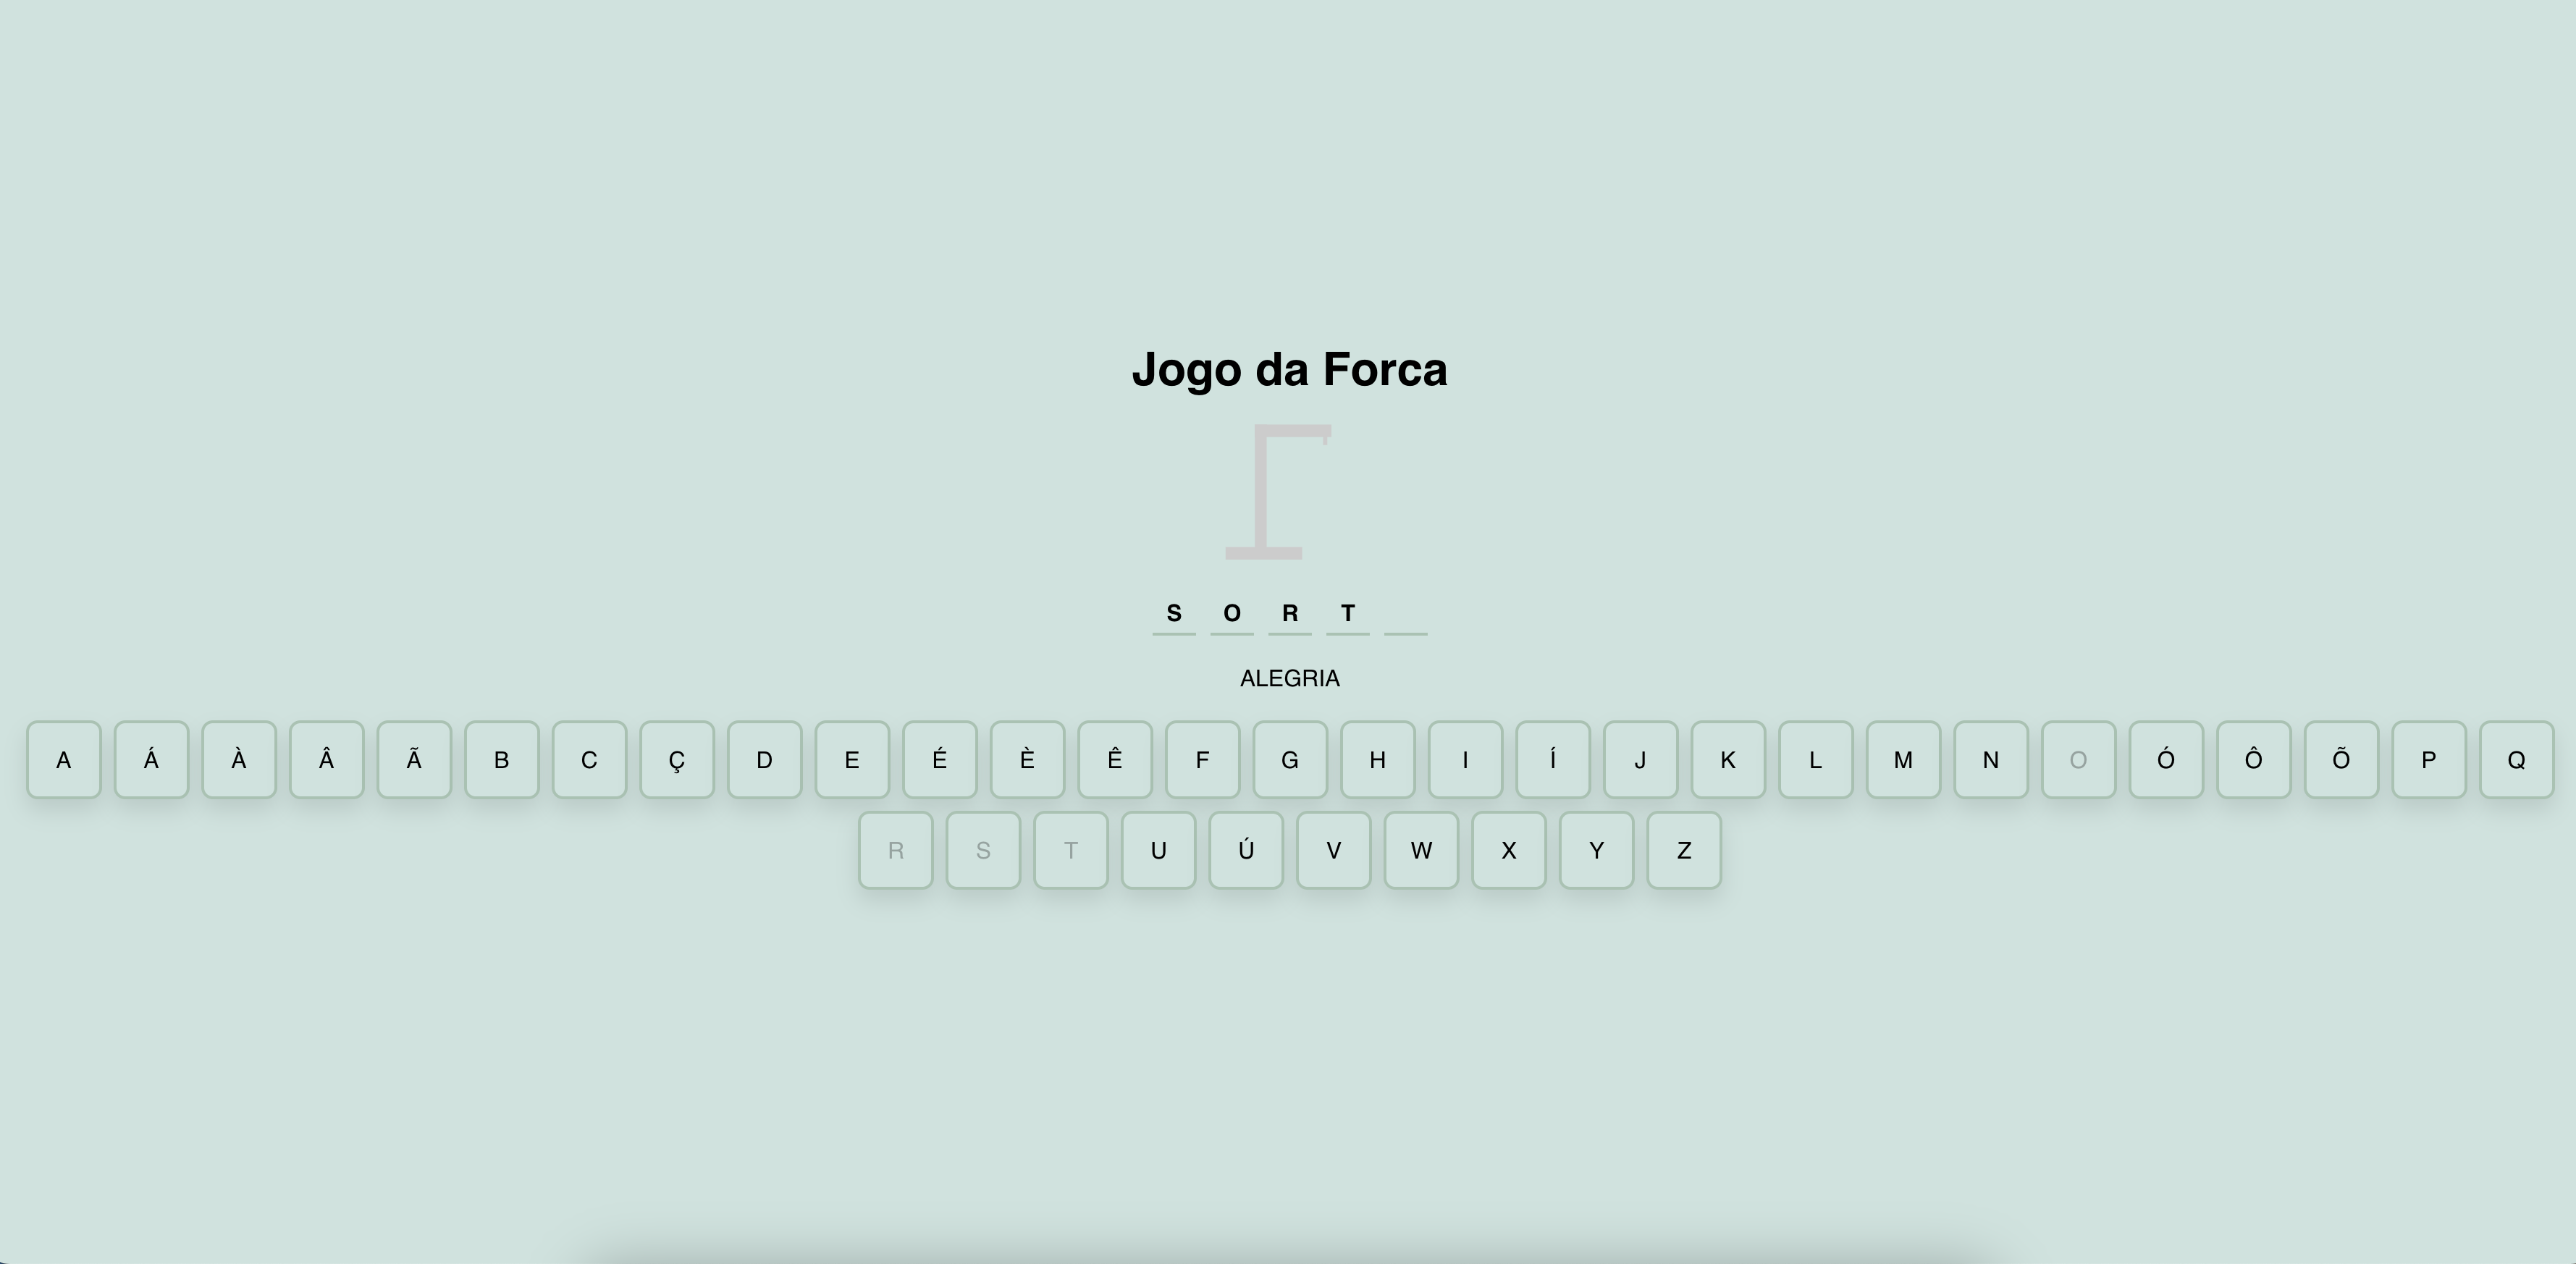 Jogo da Forca
S O R T
ALEGRIA
A Á À Â Ã B C Ç D E É È Ê F G H I Í J K L M N O Ó Ô Õ P Q
R S T U Ú V W X Y Z